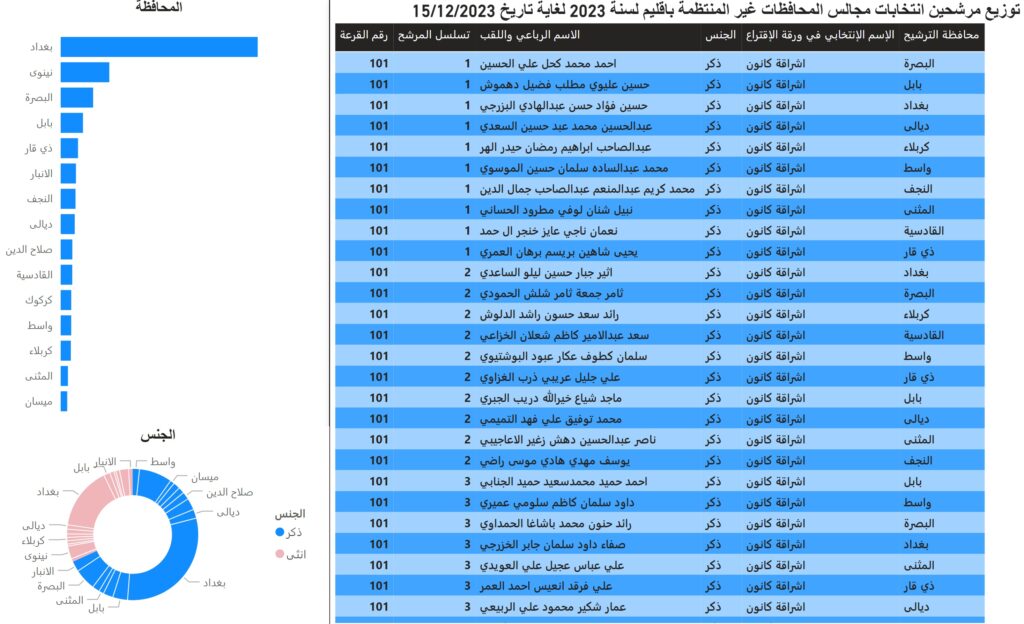 توزيع مرشحين انتخابات مجالس المحافظات غير المنتظمة باقليم لسنة 2023 لغاية تاريخ 15/12/2023
محافظة الترشيح الإسم الإنتخابي في ورقة الإقتراع الجنس الاسم الرباعي واللقب تسلسل المرشح رقم القرعة
البصرة اشراقة كانون ذكر احمد محمد كحل علي الحسين 1 101
بابل اشراقة كانون ذكر حسين عليوي مطلب فضيل دهموش 1 101
بغداد اشراقة كانون ذكر حسين فؤاد حسن عبدالهادي البزرجي 1 101
ديالى اشراقة كانون ذكر عبدالحسين محمد عبد حسين السعدي 1 101
كربلاء اشراقة كانون ذكر عبدالصاحب ابراهيم رمضان حيدر الهر 1 101
واسط اشراقة كانون ذكر محمد عبدالساده سلمان حسين الموسوي 1 101
النجف اشراقة كانون ذكر محمد كريم عبدالمنعم عبدالصاحب جمال الدين 1 101
المثنى اشراقة كانون ذكر نبيل شنان لوفي مطرود الحساني 1 101
القادسية اشراقة كانون ذكر نعمان ناجي عايز خنجر ال حمد 1 101
ذي قار اشراقة كانون ذكر يحيى شاهين بريسم برهان العمري 1 101
بغداد اشراقة كانون ذكر اثير جبار حسين ليلو الساعدي 2 101
البصرة اشراقة كانون ذكر ثامر جمعة ثامر شلش الحمودي 2 101
كربلاء اشراقة كانون ذكر رائد سعد حسون راشد الدلوش 2 101
القادسية اشراقة كانون ذكر سعد عبدالامير كاظم شعلان الخزاعي 2 101
واسط اشراقة كانون ذكر سلمان كطوف عكار عبود البوشتيوي 2 101
ذي قار اشراقة كانون ذكر علي جليل عريبي ذرب الغزاوي 2 101
بابل اشراقة كانون ذكر ماجد شياع خيرالله دريب الجبري 2 101
ديالى اشراقة كانون ذكر محمد توفيق علي فهد التميمي 2 101
المثنى اشراقة كانون ذكر ناصر عبدالحسين دهش زغير الاعاجيبي 2 101
النجف اشراقة كانون ذكر يوسف مهدي هادي موسى راضي 2 101
بابل اشراقة كانون ذكر احمد حميد محمدسعيد حميد الجنابي 3 101
واسط اشراقة كانون ذكر داود سلمان كاظم سلومي عميري 3 101
البصرة اشراقة كانون ذكر رائد حنون محمد باشاغا الحمداوي 3 101
بغداد اشراقة كانون ذكر صفاء داود سلمان جابر الخزرجي 3 101
المثنى اشراقة كانون ذكر علي عباس عجيل علي العويدي 3 101
ذي قار اشراقة كانون ذكر علي فرقد انعيس احمد العمر 3 101
ديالى اشراقة كانون ذكر عمار شكير محمود علي الربيعي 3 101
المحافظة
بغداد
نينوى
البصرة
بابل
ذي قار
الانبار
النجف
ديالى
صلاح الدين
القادسية
كركوك
واسط
كربلاء
المثنى
ميسان
الجنس
واسط
ميسان
صلاح الدين
ديالى
بغداد
بابل
المثنى
البصرة
الانبار
نينوى
كربلاء
ديالى
بغداد
بابل
الانبار
الجنس
ذكر
انثى